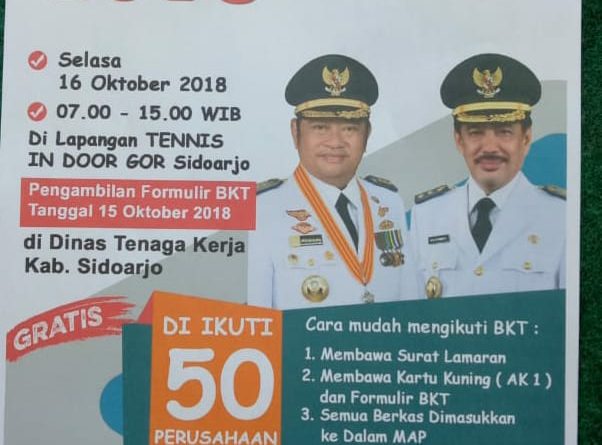 Selasa
16 Oktober 2018
07.00 - 15.00 WIB
Di Lapangan TENNIS
IN DOOR GOR Sidoarjo
Pengambilan Formulir BKT
Tanggal 15 Oktober 2018
di Dinas Tenaga Kerja
Kab. Sidoarjo
GRATIS
DI IKUTI
50
PERUSAHAAN
Cara mudah mengikuti BKT :
1. Membawa Surat Lamaran
2. Membawa Kartu Kuning ( AK 1 )
dan Formulir BKT
3. Semua Berkas Dimasukkan
ke Dalam MAP